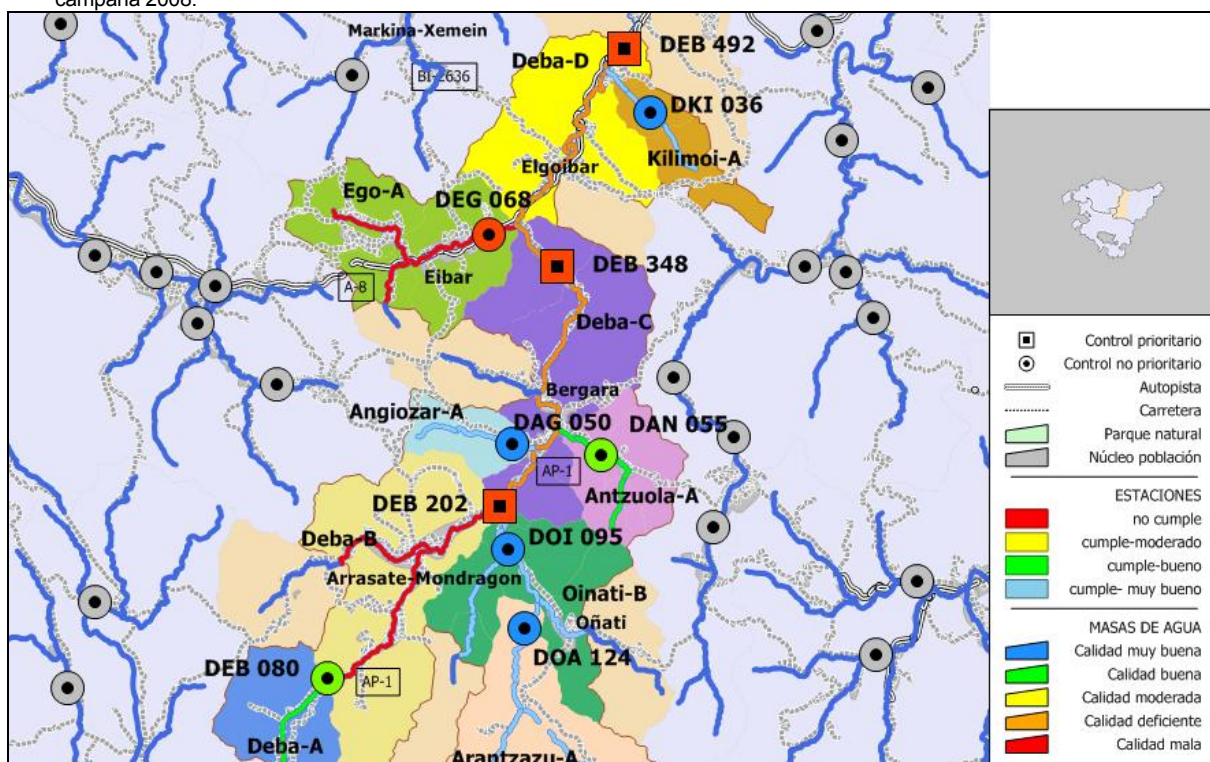 campaña 2008.
Markina-Xemein
BI-2636
Deba-D
DEB 492
DKI 036
Kilimoi-A
Elgoibar
Ego-A
DEG 068
Eibar
A-8
DEB 348
Deba-C
Bergara
Angiozar-A
DAG 050
DAN 055
AP-1
Antzuola-A
DEB 202
Deba-B
DOI 095
Arrasate-Mondragon
Oinati-B
Oñati
DOA 124
DEB 080
AP-1
Deba-A
Arantzazu-A
Control prioritario
Control no prioritario
Autopista
Carretera
Parque natural
Núcleo población
ESTACIONES
no cumple
cumple-moderado
cumple-bueno
cumple- muy bueno
MASAS DE AGUA
Calidad muy buena
Calidad buena
Calidad moderada
Calidad deficiente
Calidad mala